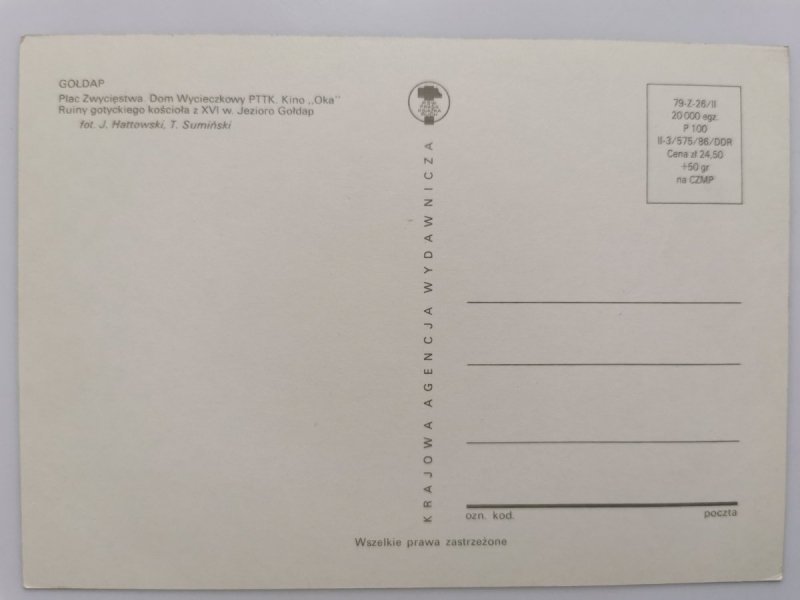 GOŁDAP
Plac Zwycięstwa. Dom Wycieczkowy PTTK. Kino „Oka"
Ruiny gotyckiego kościoła z XVI w. Jezioro Gołdap
fot. J. Hattowski, T. Sumiński
KRAJOWA AGENCJA WYDAWNICZA
79-Z-26/II
20 000 egz.
P 100
II-3/575/86/DDR
Cena zł 24,50
+50 gr
na CZMP
ozn. kod.
poczta
Wszelkie prawa zastrzeżone